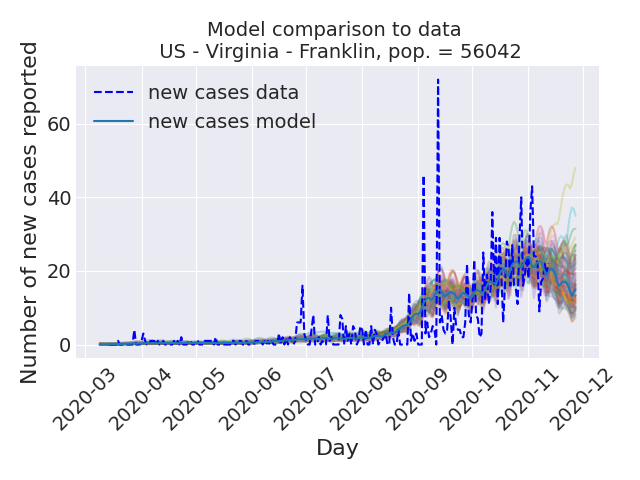 Model comparison to data
US - Virginia - Franklin, pop. = 56042
Number of new cases reported
60
40
20
0
new cases data
new cases model
2020-03
2020-04
2020-05
2020-06
2020-07
2020-08
2020-09
2020-10
2020-11
2020-12
Day